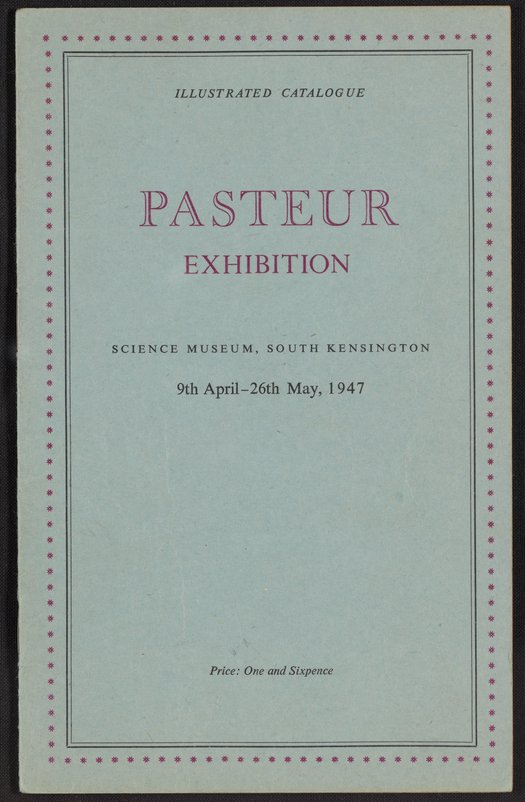 ILLUSTRATED CATALOGUE
PASTEUR
EXHIBITION
SCIENCE MUSEUM, SOUTH KENSINGTON
9th April–26th May, 1947
Price: One and Sixpence